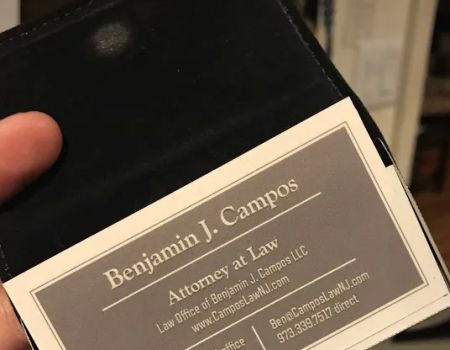 Benjamin J. Campos
Attorney at Law
Law Office of Benjamin J. Campos LLC
www.CamposLawNJ.com
Ben@CamposLawNJ.com
973.339.7517 direct
office